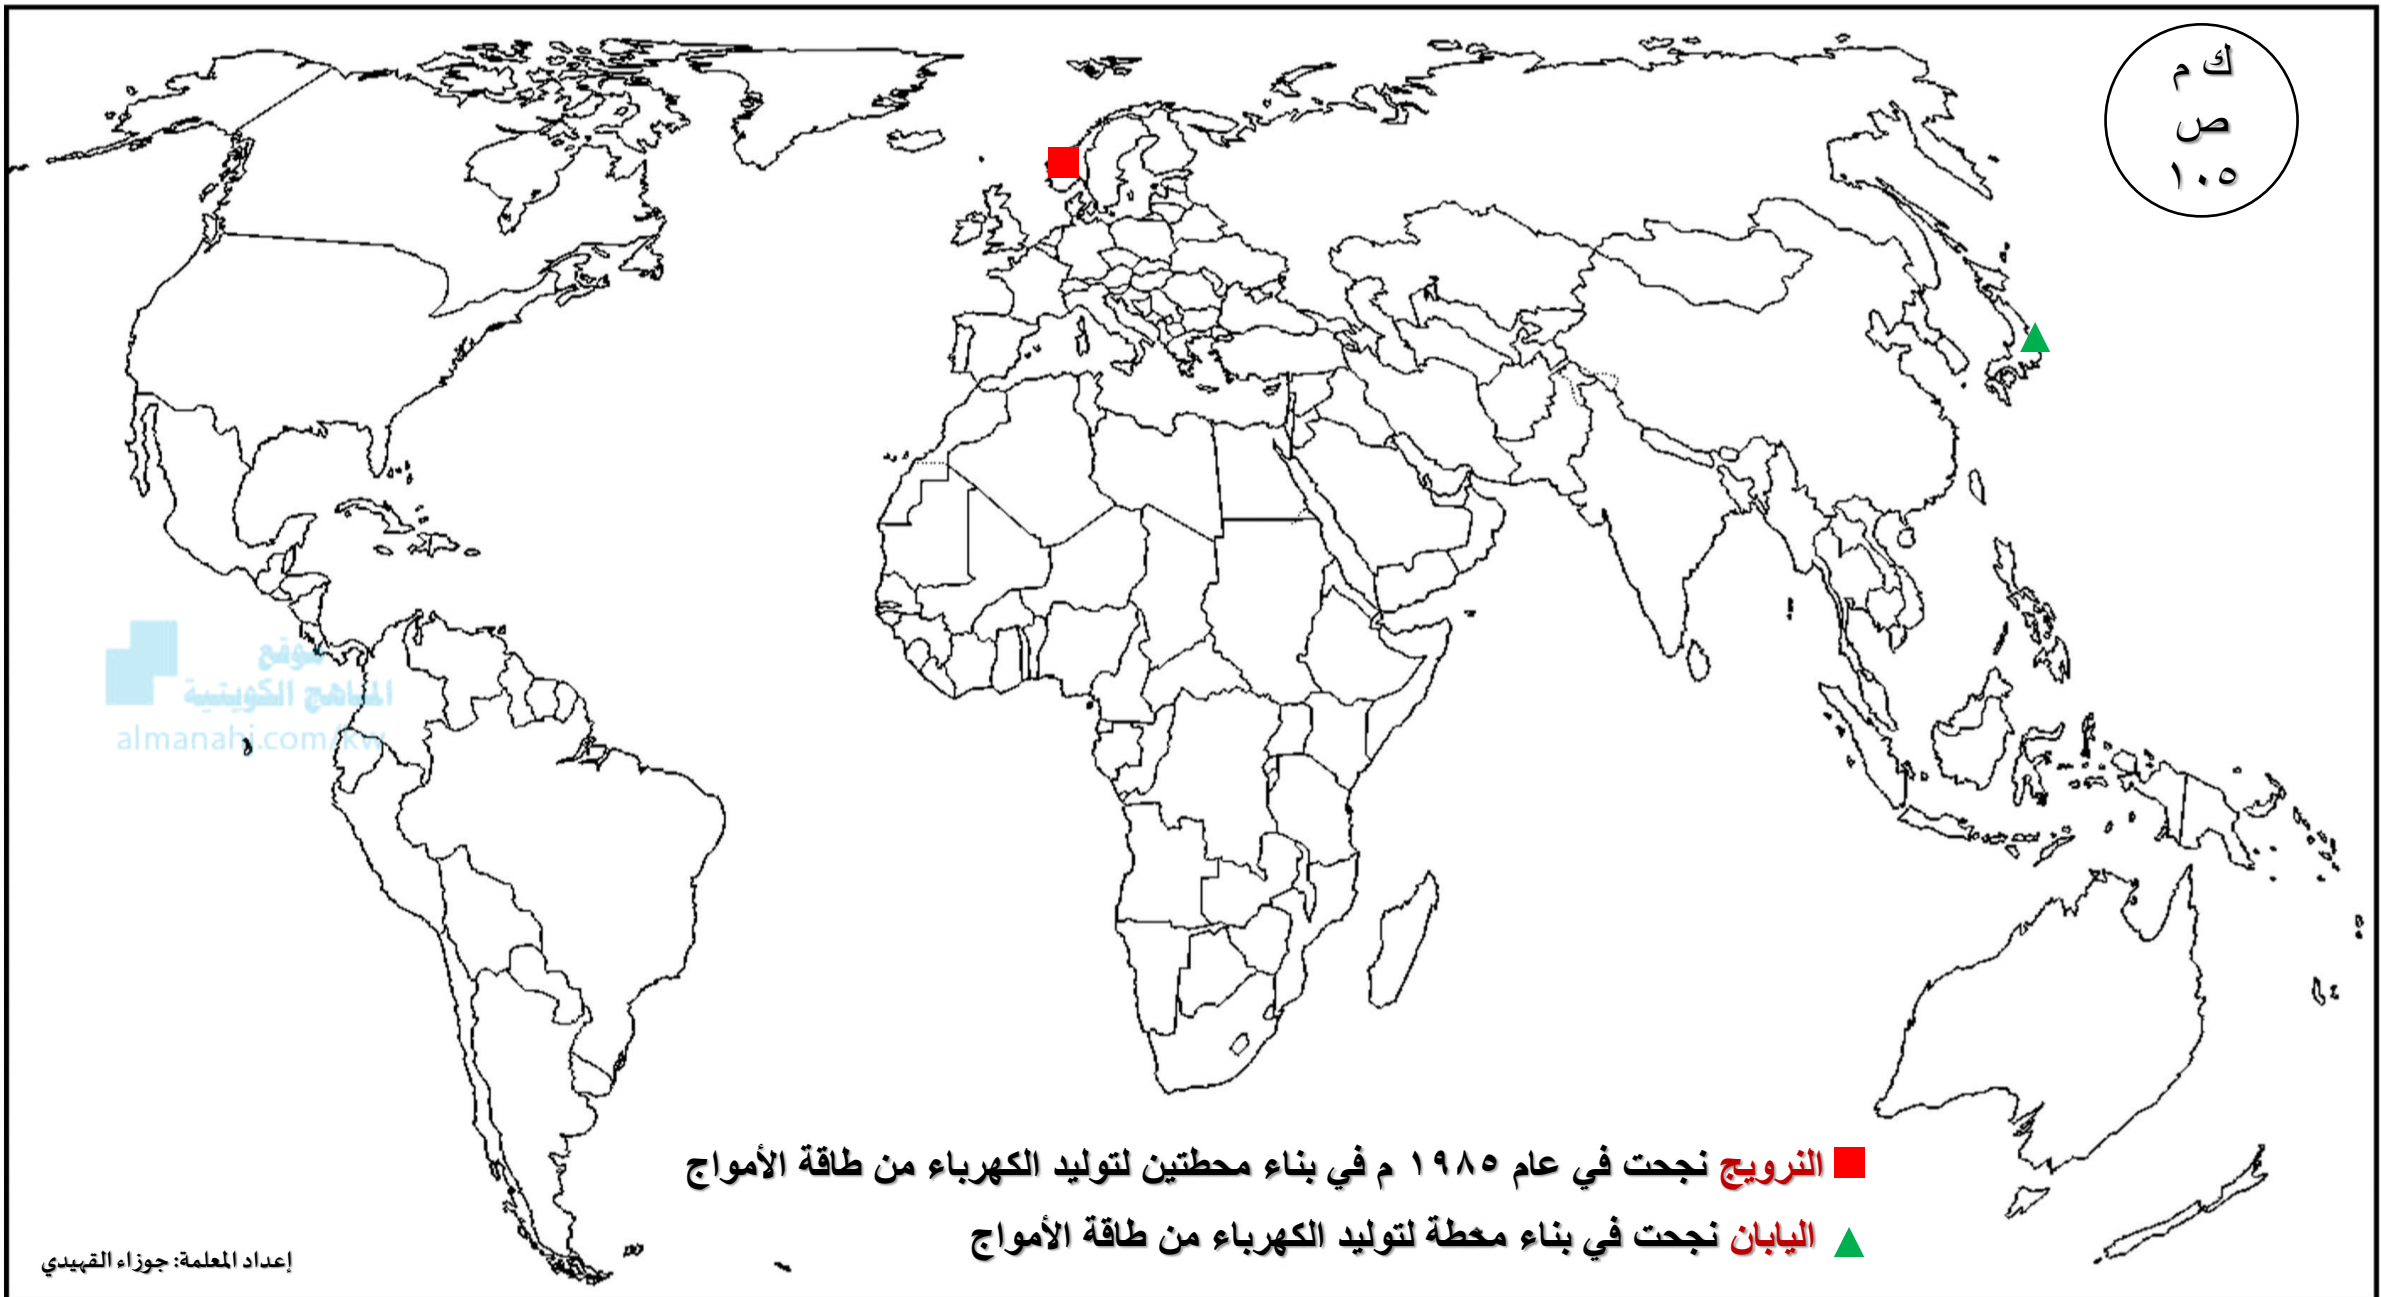 ك م
ص
١٠٥
موقع
المناهج الكويتية
almanahj.com/kw
النرويج نجحت في عام ١٩٨٥ م في بناء محطتين لتوليد الكهرباء من طاقة الأمواج
اليابان نجحت في بناء محطة لتوليد الكهرباء من طاقة الأمواج
إعداد المعلمة: جوزاء القهيدي